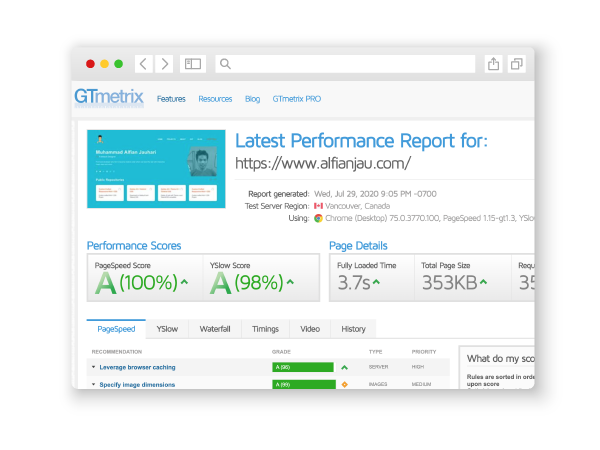 GTmetrix Features Resources Blog GTmetrix PRO
Muhammad Alfian Jauhari
Latest Performance Report for:
https://www.alfianjau.com/
Report generated: Wed, Jul 29, 2020 9:05 PM -0700
Test Server Region: Vancouver, Canada
Using: Chrome (Desktop) 75.0.3770.100, PageSpeed 1.15-gt1.3, YSlo
Performance Scores Page Details
PageSpeed Score YSlow Score Fully Loaded Time Total Page Size Requ
A (100%) A (98%) 3.7s 353KB 35
PageSpeed YSlow Waterfall Timings Video History
RECOMMENDATION GRADE TYPE PRIORITY
What do my sco
Leverage browser caching A (96) SERVER HIGH
Rules are sorted in orde
upon score
Specify image dimensions A (99) IMAGES MEDIUM